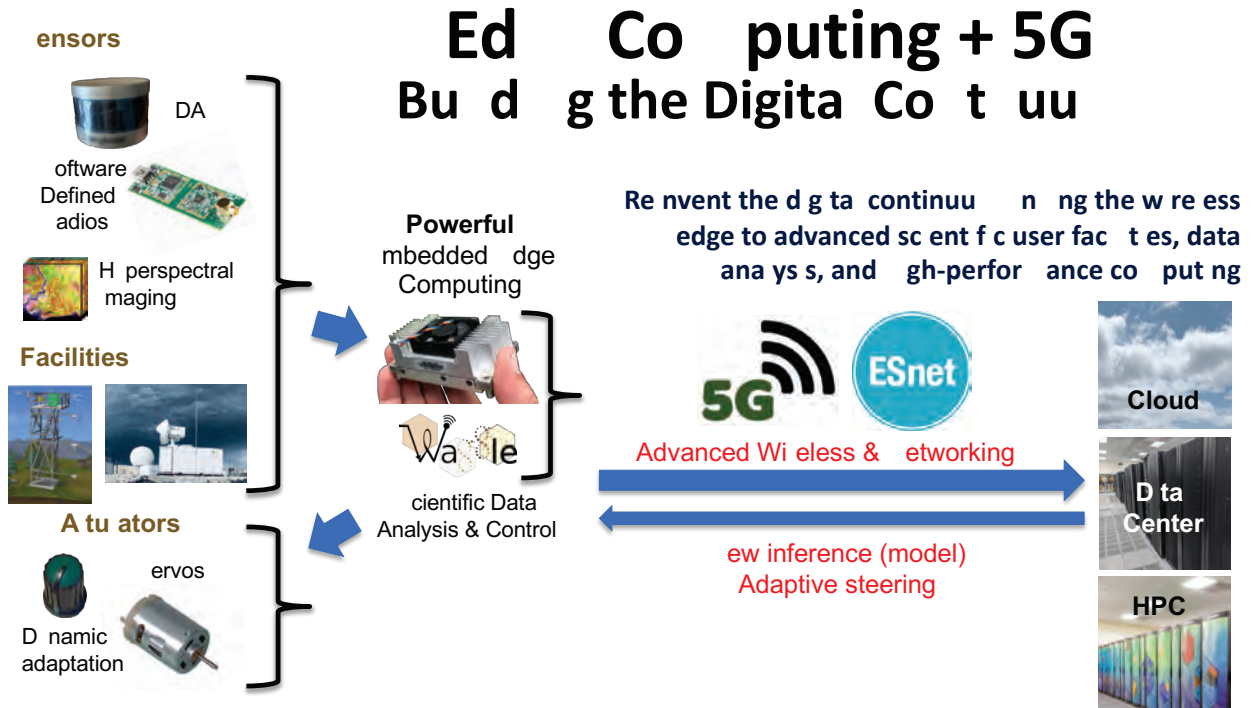 Ed Co puting + 5G
Bu d g the Digita Co t uu
ensors
DA
oftware
Defined
adios
H perspectral
maging
Facilities
A tu ators
ervos
D namic
adaptation
Powerful
mbedded dge
Computing
Wa le
cientific Data
Analysis & Control
Re nvent the d g ta continuu n ng the w re ess
edge to advanced sc ent f c user fac t es, data
ana ys s, and gh-perfor ance co put ng
5G
ESnet
Advanced Wi eless & etworking
ew inference (model)
Adaptive steering
Cloud
D ta
Center
HPC